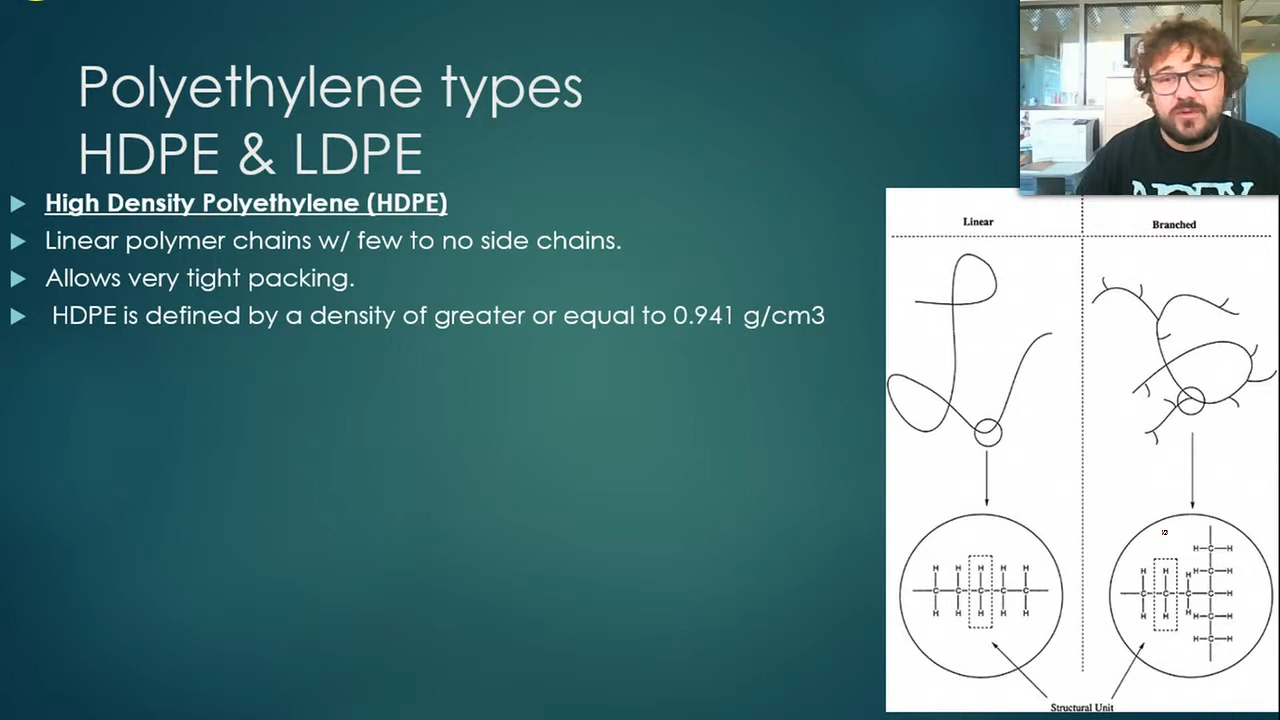 Polyethylene types
HDPE & LDPE
High Density Polyethylene (HDPE)
Linear polymer chains w/ few to no side chains.
Allows very tight packing.
HDPE is defined by a density of greater or equal to 0.941 g/cm3
Linear
Branched
H H H H H
C C C C C
H H H H H
H C H
H H H H C H
C C C C H
H H H H C H
H C H
Structural Unit